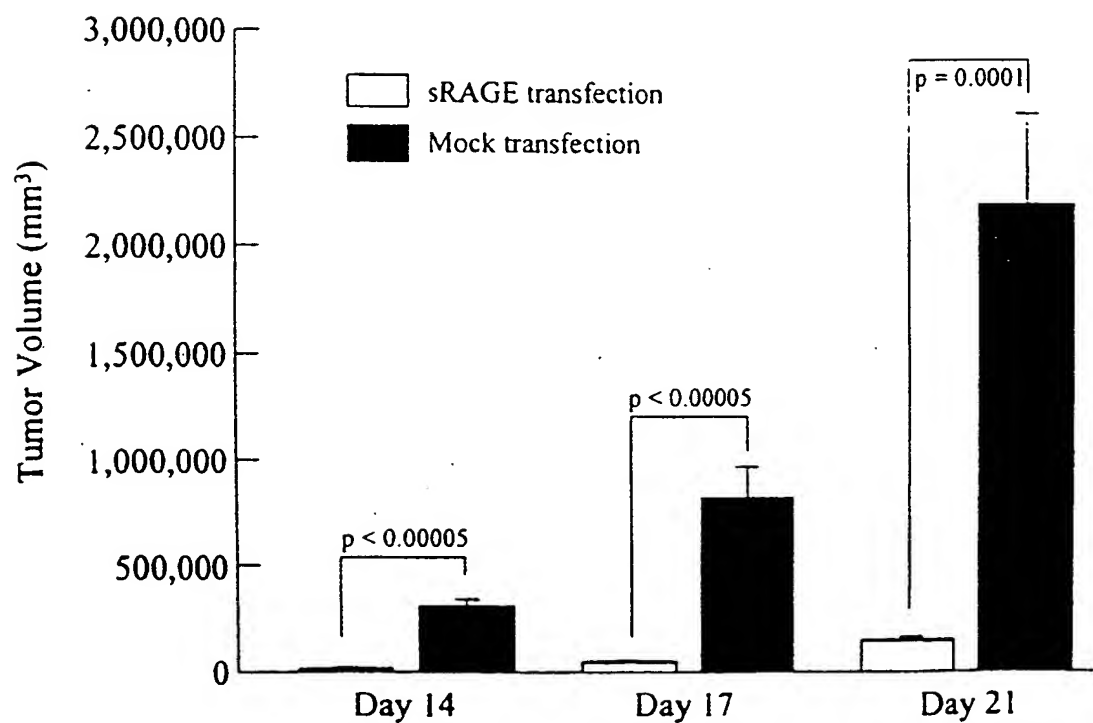 3,000,000
2,500,000
2,000,000
1,500,000
1,000,000
500,000
0
Tumor Volume (mm³)
sRAGE transfection
Mock transfection
p < 0.00005
p < 0.00005
p = 0.0001
Day 14
Day 17
Day 21